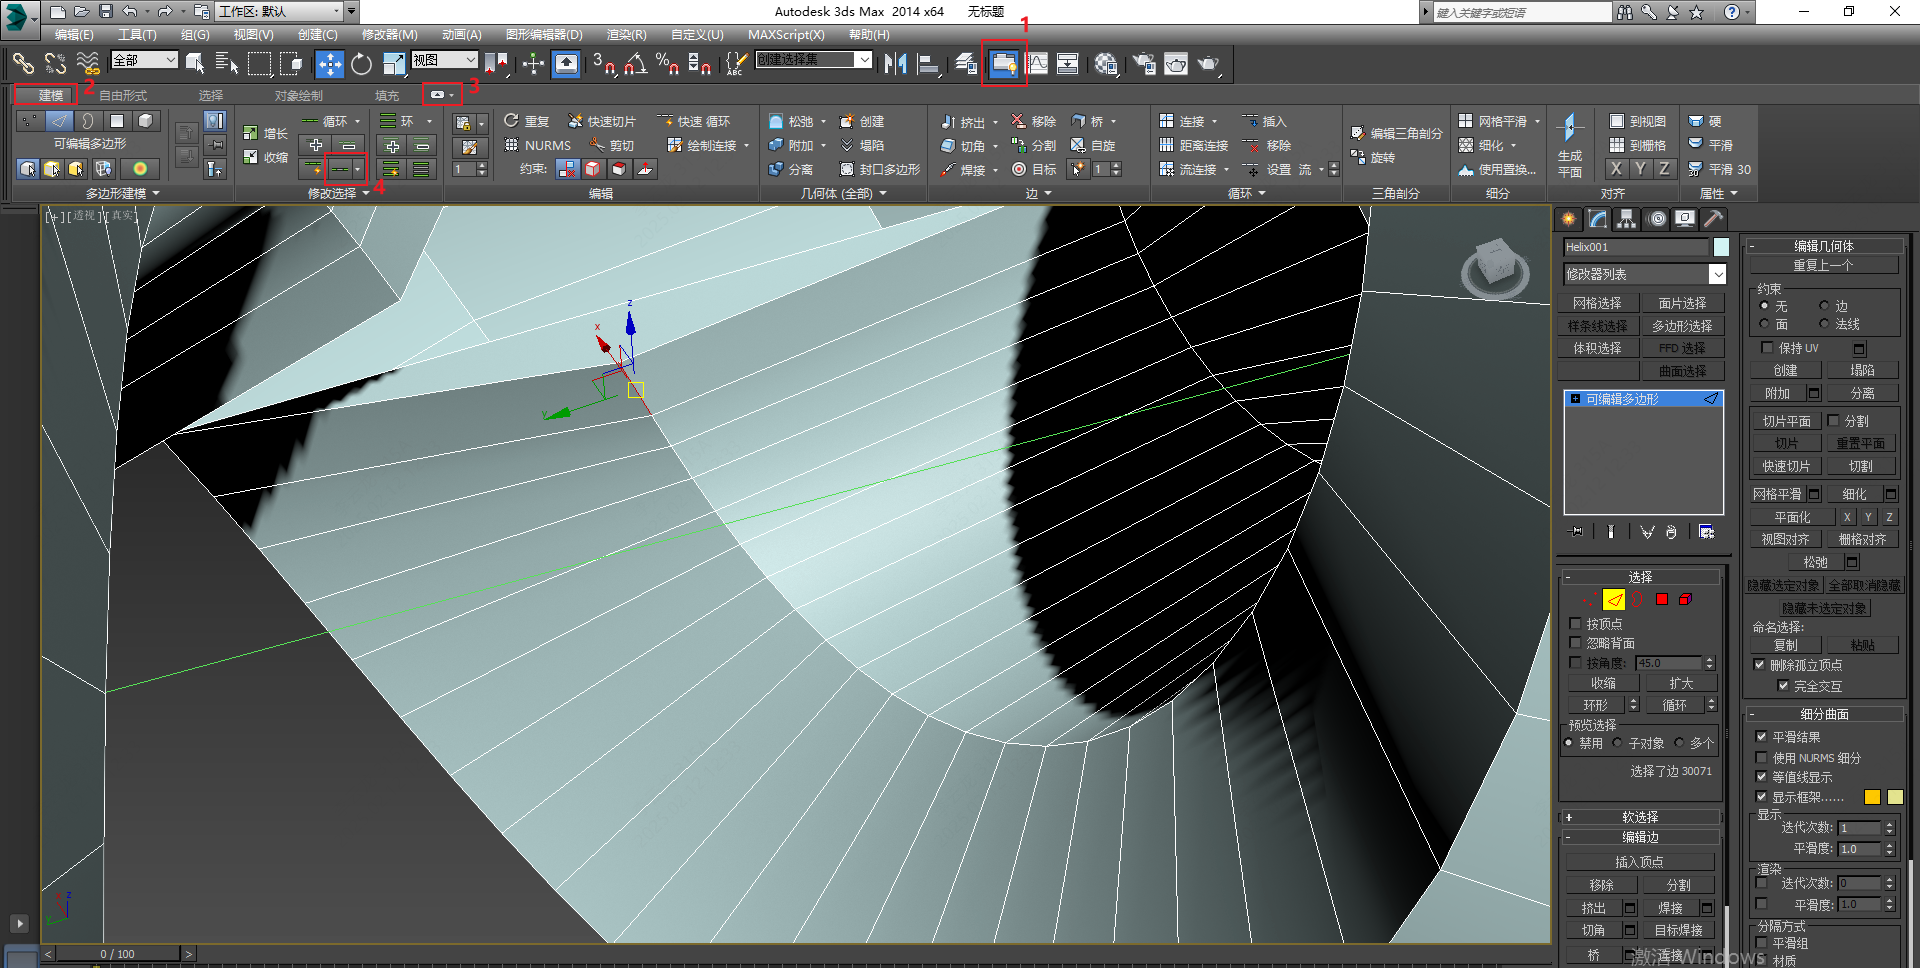 工作区: 默认
Autodesk 3ds Max 2014 x64 无标题
键入关键字或短语
1
编辑(E) 工具(T) 组(G) 视图(V) 创建(C) 修改器(M) 动画(A) 图形编辑器(D) 渲染(R) 自定义(U) MAXScript(X) 帮助(H)
全部
视图
3
%
ABC
创建选择集
建模 2 自由形式 选择 对象绘制 填充 3
循环 环 重复 快速切片 快速 循环 松弛 创建 挤出 移除 桥 连接 插入 网格平滑 到视图 硬
可编辑多边形 增长 NURMS 剪切 绘制连接 附加 塌陷 切角 分割 自旋 距离连接 移除 编辑三角剖分 细化 到栅格 平滑
收缩 4 1 约束: 分离 封口多边形 焊接 目标 1 流连接 设置 流 旋转 使用置换... 生成平面 X Y Z 平滑 30
多边形建模 修改选择 编辑 几何体 (全部) 边 循环 三角剖分 细分 对齐 属性
[+][透视][真实]
z
x
y
z
x
y
0 / 100
Helix001
修改器列表
网格选择 面片选择
样条线选择 多边形选择
体积选择 FFD 选择
曲面选择
可编辑多边形
选择
按顶点
忽略背面
按角度: 45.0
收缩 扩大
环形 循环
预览选择
禁用 子对象 多个
选择了边 30071
软选择
编辑边
插入顶点
移除 分割
挤出 焊接
切角 目标焊接
桥 连接
编辑几何体
重复上一个
约束
无 边
面 法线
保持 UV
创建 塌陷
附加 分离
切片平面 分割
切片 重置平面
快速切片 切割
网格平滑 细化
平面化 X Y Z
视图对齐 栅格对齐
松弛
隐藏选定对象 全部取消隐藏
隐藏未选定对象
命名选择:
复制 粘贴
删除孤立顶点
完全交互
细分曲面
平滑结果
使用 NURMS 细分
等值线显示
显示框架......
显示
迭代次数: 1
平滑度: 1.0
渲染
迭代次数: 0
平滑度: 1.0
分隔方式
平滑组
材质
激活 Windows